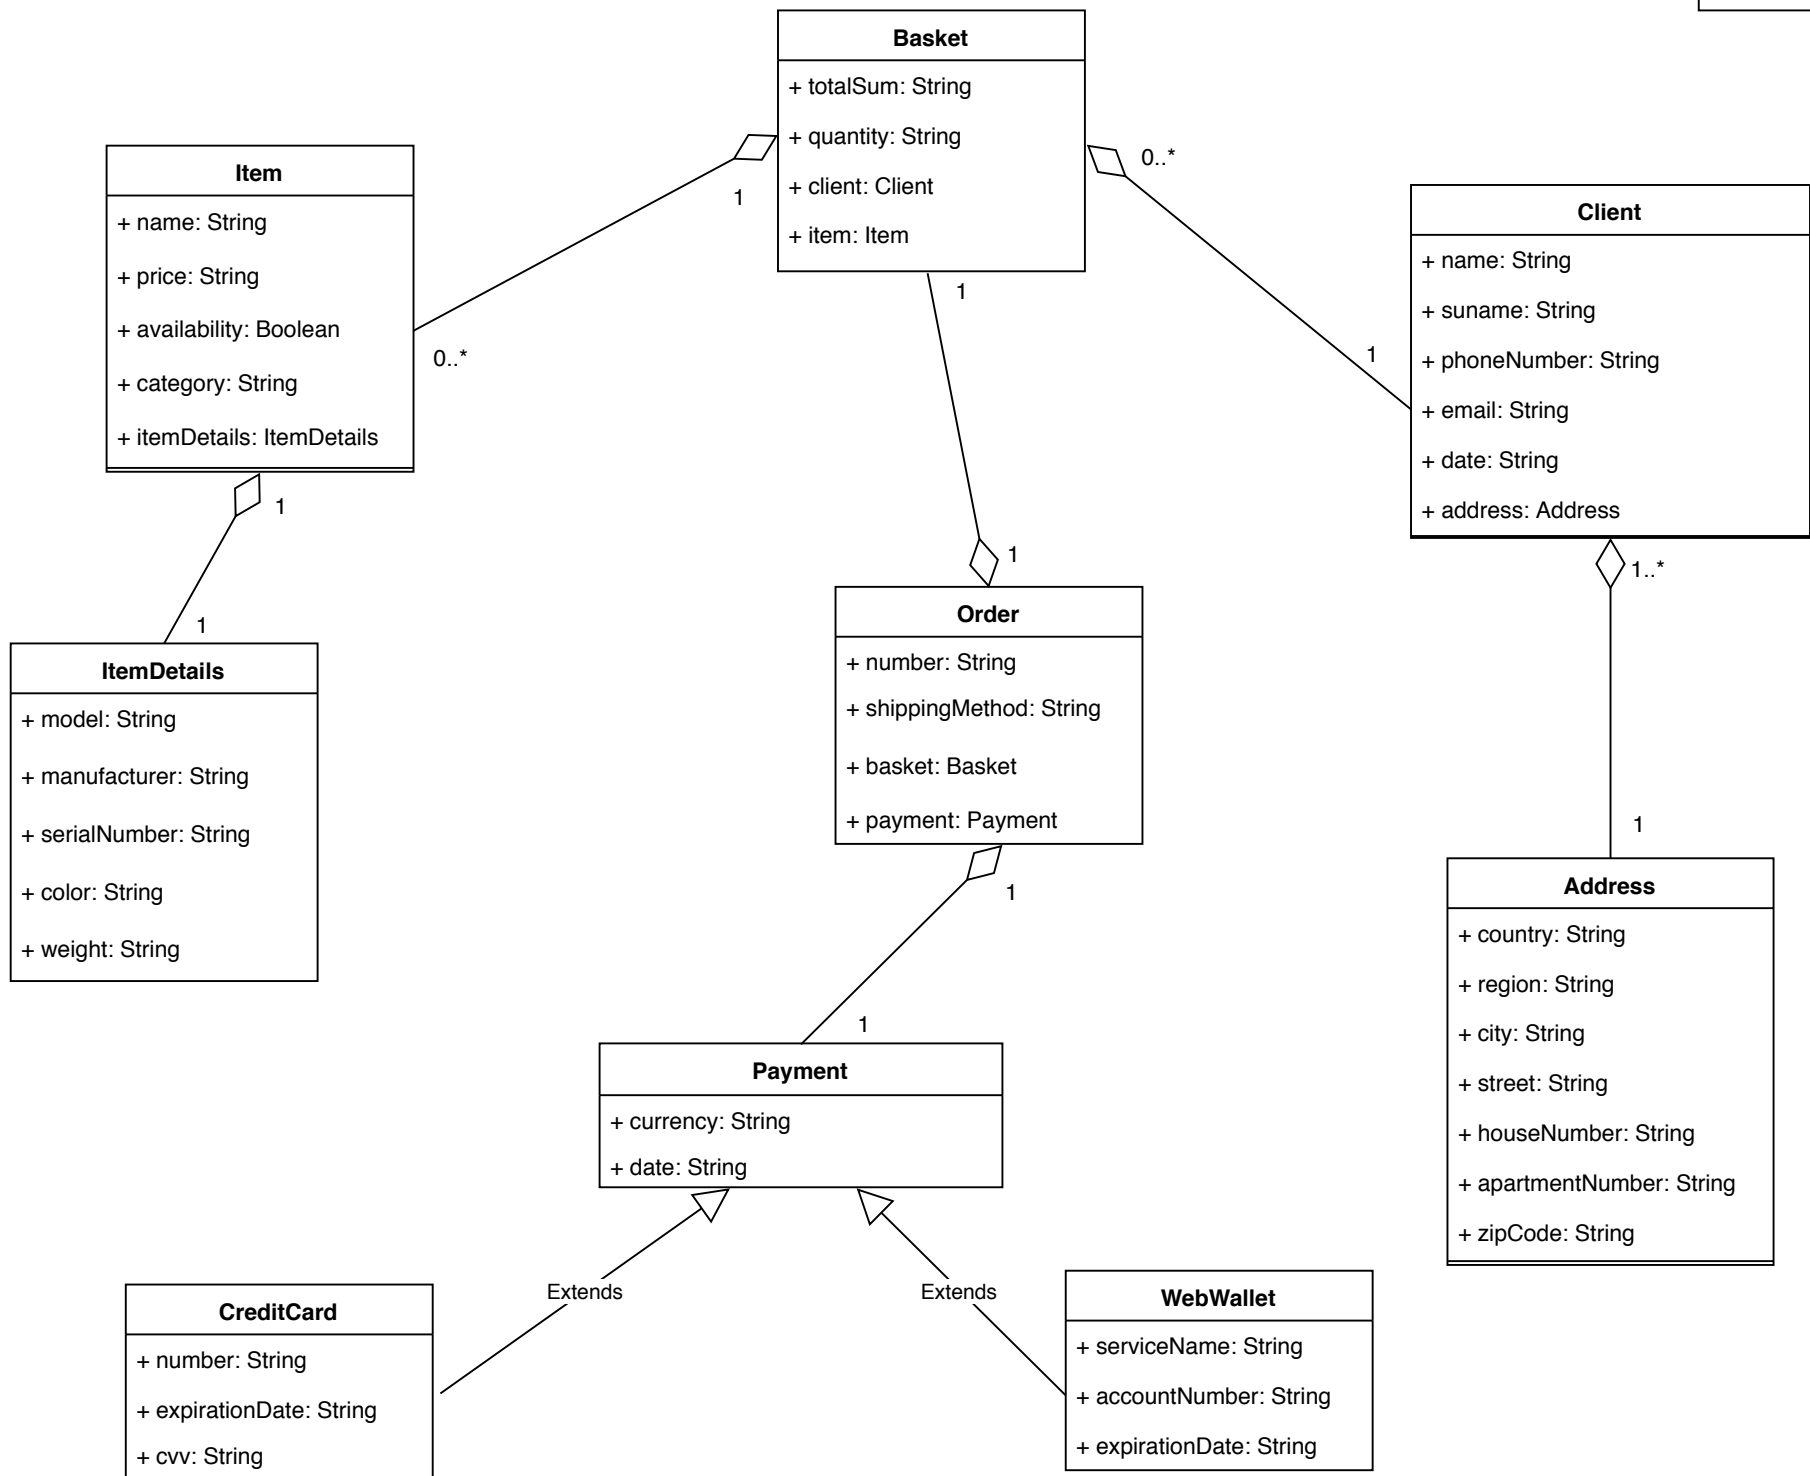 Basket
+ totalSum: String
+ quantity: String
+ client: Client
+ item: Item
1
0..*
1
0..*
1
Item
+ name: String
+ price: String
+ availability: Boolean
+ category: String
+ itemDetails: ItemDetails
1
1
Client
+ name: String
+ suname: String
+ phoneNumber: String
+ email: String
+ date: String
+ address: Address
1..*
1
ItemDetails
+ model: String
+ manufacturer: String
+ serialNumber: String
+ color: String
+ weight: String
1
1
Order
+ number: String
+ shippingMethod: String
+ basket: Basket
+ payment: Payment
1
1
Address
+ country: String
+ region: String
+ city: String
+ street: String
+ houseNumber: String
+ apartmentNumber: String
+ zipCode: String
Payment
+ currency: String
+ date: String
Extends
Extends
CreditCard
+ number: String
+ expirationDate: String
+ cvv: String
WebWallet
+ serviceName: String
+ accountNumber: String
+ expirationDate: String